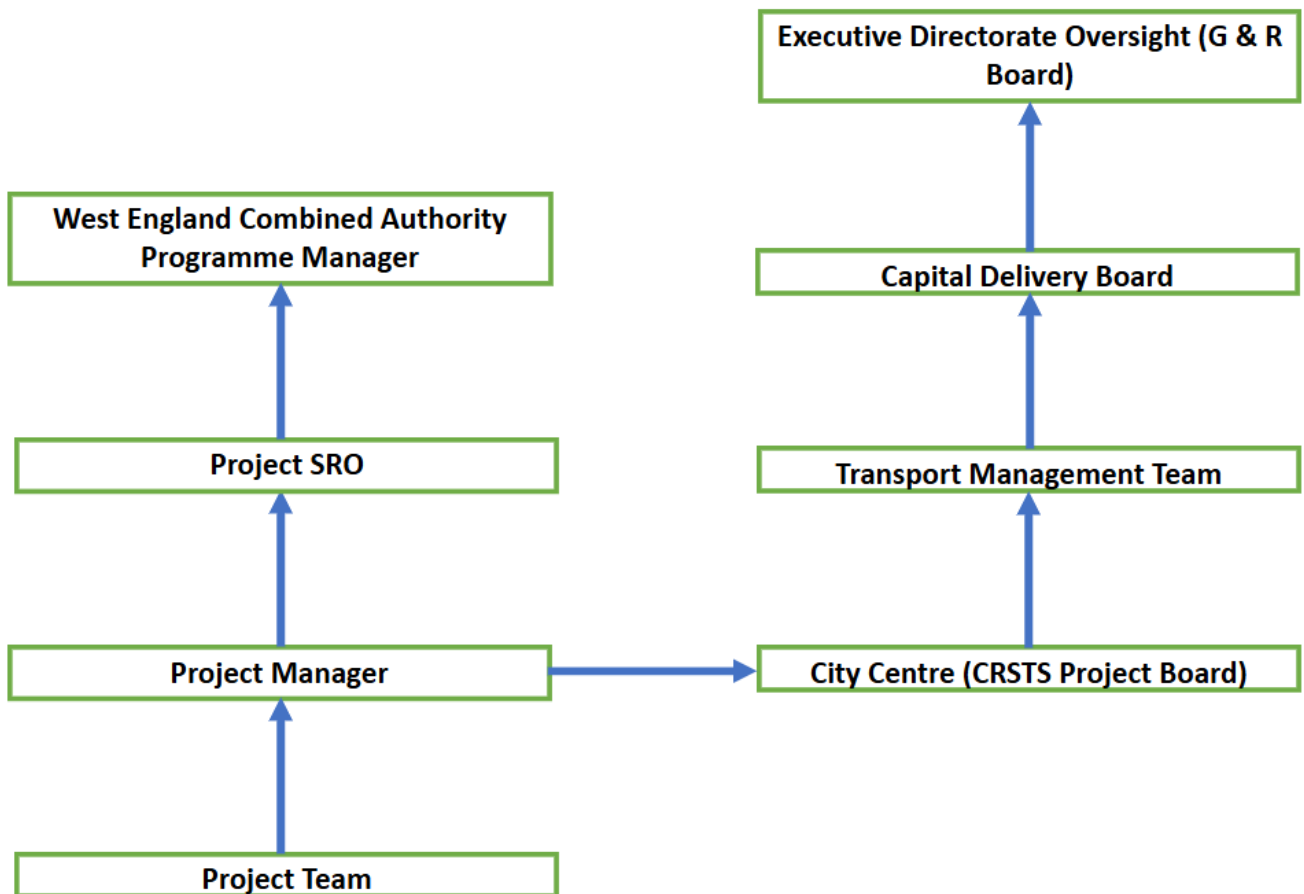 Executive Directorate Oversight (G & R
Board)
West England Combined Authority
Programme Manager
Capital Delivery Board
Project SRO
Transport Management Team
Project Manager
City Centre (CRSTS Project Board)
Project Team